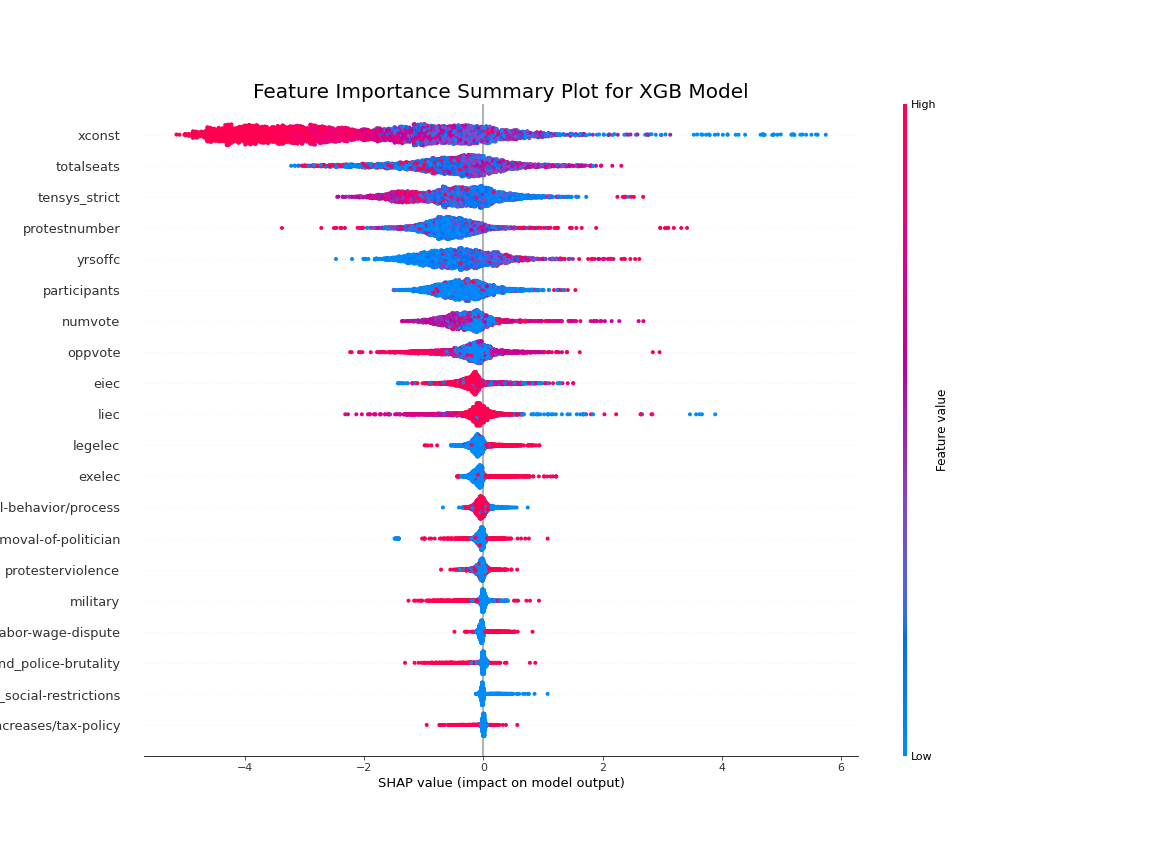 Feature Importance Summary Plot for XGB Model
High
xconst
totalseats
tensys_strict
protestnumber
yrsoffc
participants
numvote
oppvote
eiec
liec
legelec
exelec
l-behavior/process
moval-of-politician
protesterviolence
military
abor-wage-dispute
nd_police-brutality
_social-restrictions
ncreases/tax-policy
Feature value
Low
−4 −2 0 2 4 6
SHAP value (impact on model output)